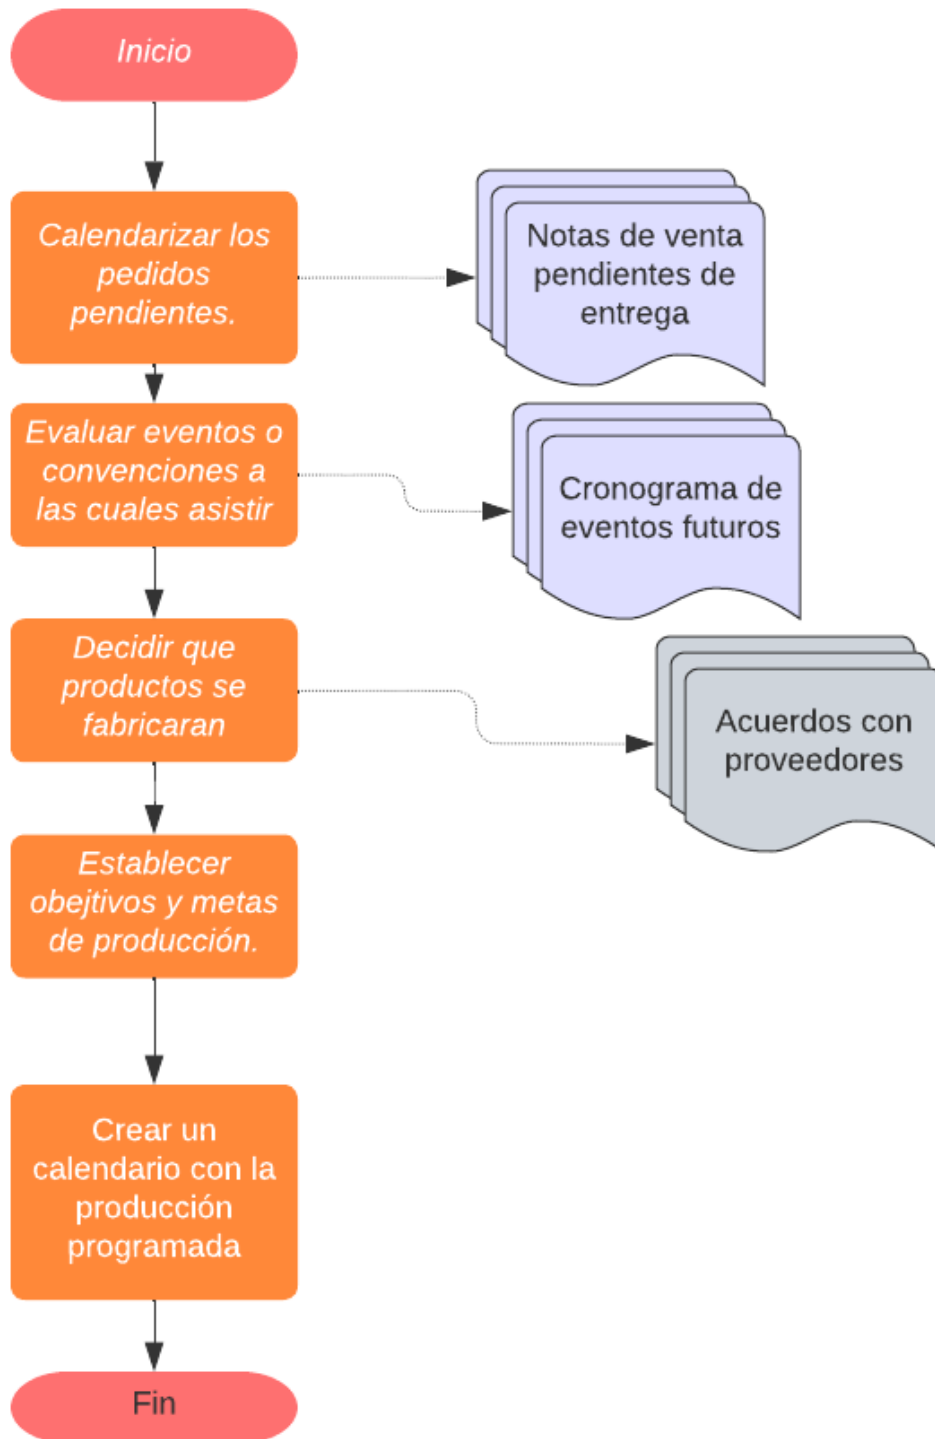 Inicio
Calendarizar los
pedidos
pendientes.
Notas de venta
pendientes de
entrega
Evaluar eventos o
convenciones a
las cuales asistir
Cronograma de
eventos futuros
Decidir que
productos se
fabricaran
Acuerdos con
proveedores
Establecer
obejtivos y metas
de producción.
Crear un
calendario con la
producción
programada
Fin